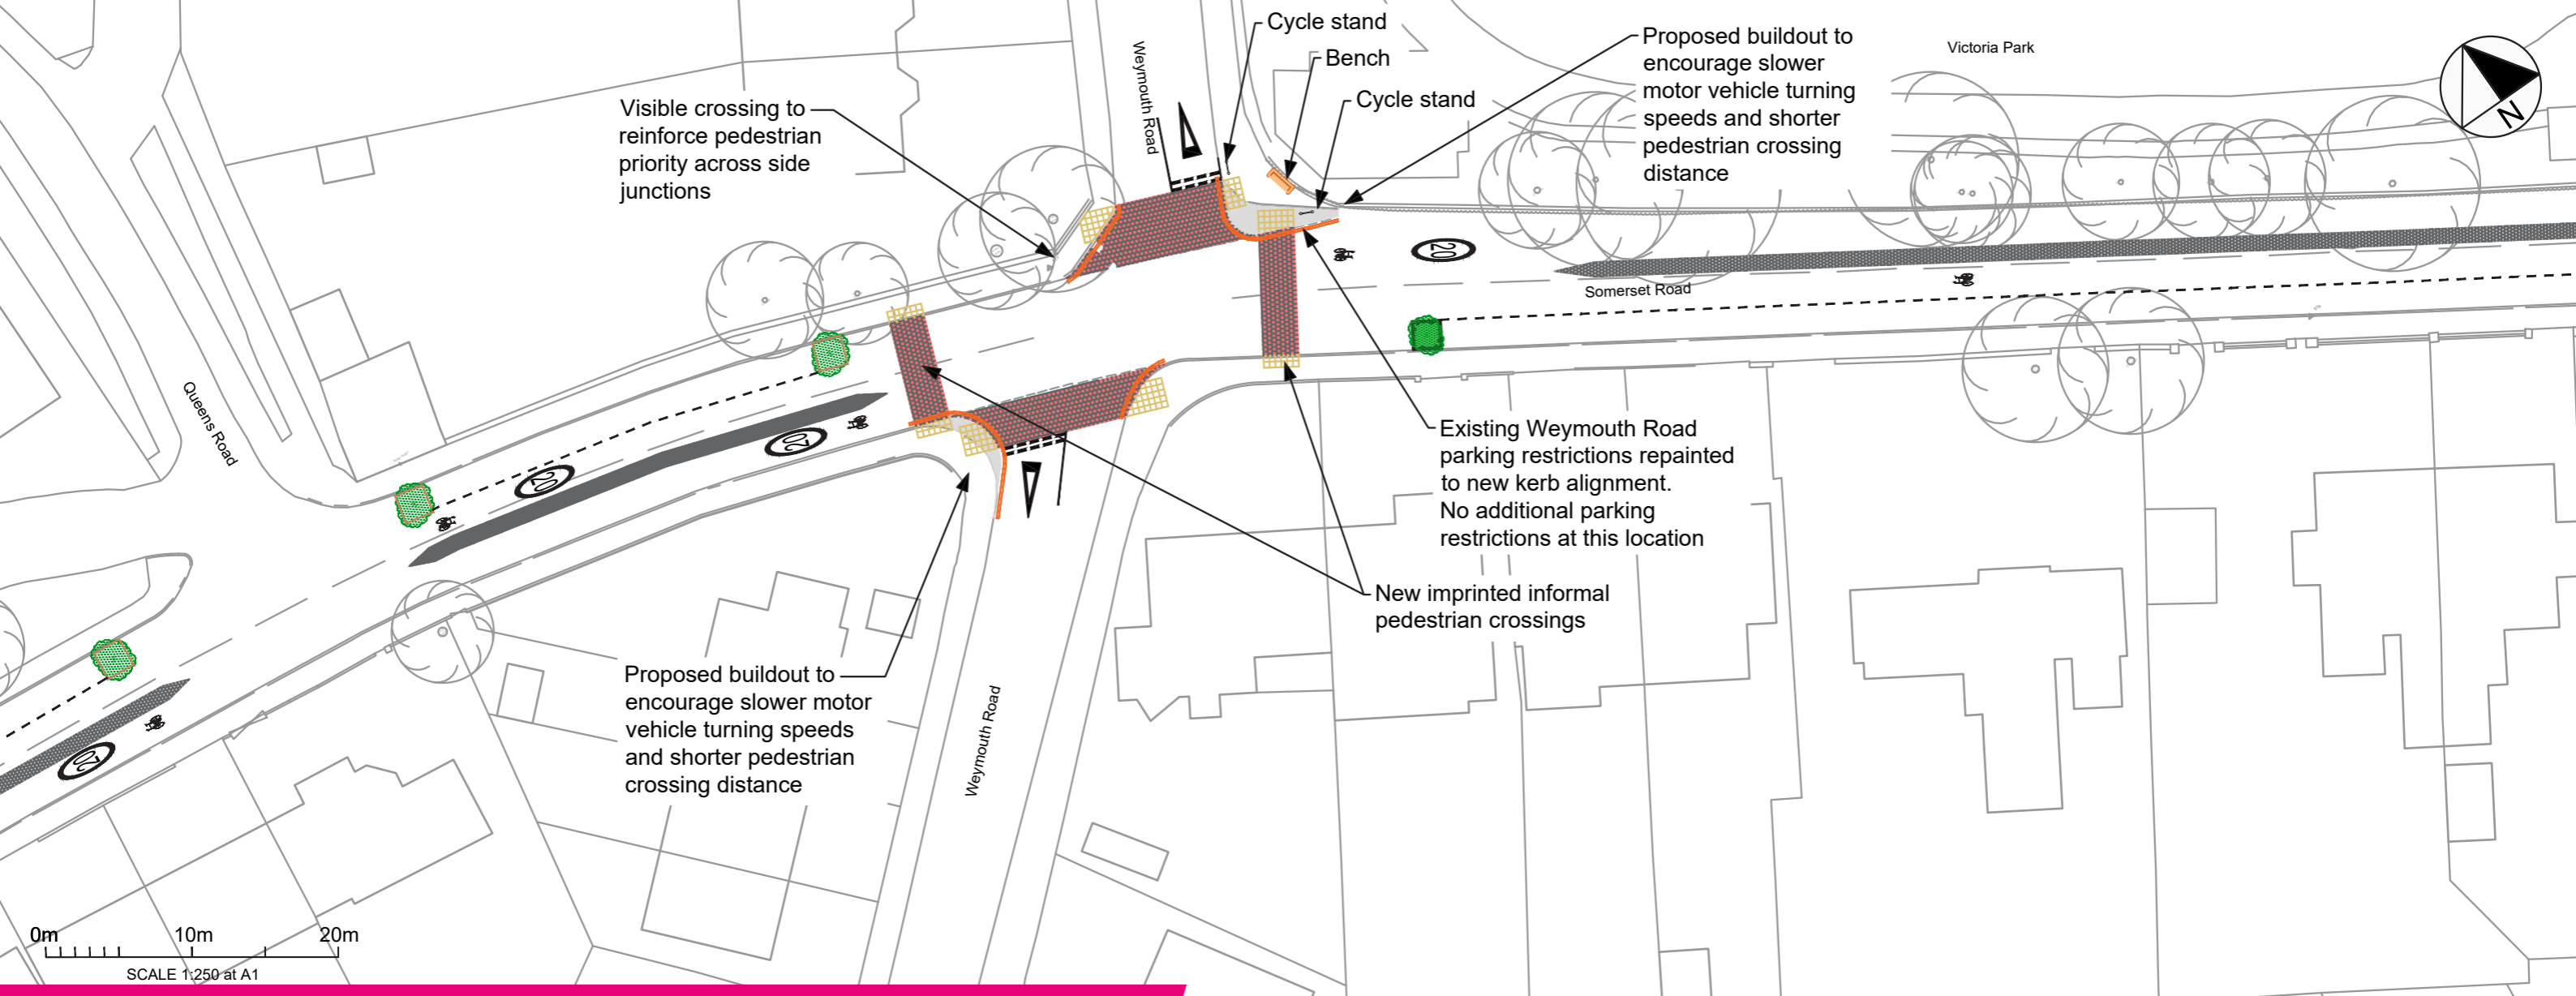 Cycle stand
Bench
Cycle stand
Proposed buildout to
encourage slower
motor vehicle turning
speeds and shorter
pedestrian crossing
distance
Victoria Park
N
Visible crossing to
reinforce pedestrian
priority across side
junctions
Weymouth Road
20
Somerset Road
Queens Road
20
20
Existing Weymouth Road
parking restrictions repainted
to new kerb alignment.
No additional parking
restrictions at this location
New imprinted informal
pedestrian crossings
Proposed buildout to
encourage slower motor
vehicle turning speeds
and shorter pedestrian
crossing distance
Weymouth Road
20
0m 10m 20m
SCALE 1:250 at A1